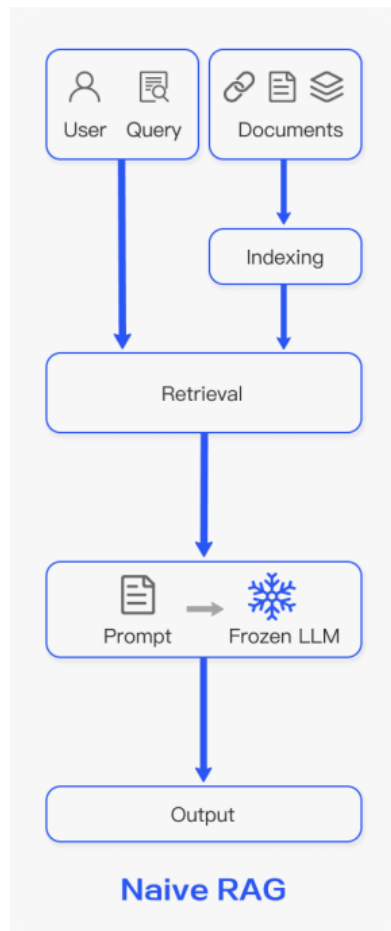 User Query
Documents
Indexing
Retrieval
Prompt
Frozen LLM
Output
Naive RAG